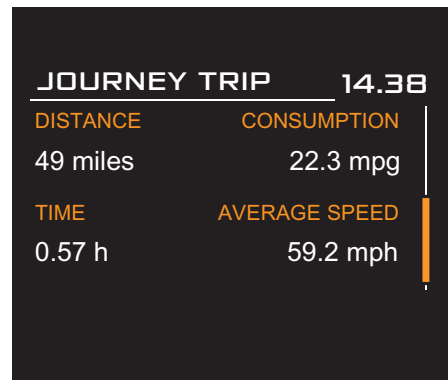 JOURNEY TRIP 14.38
DISTANCE CONSUMPTION
49 miles 22.3 mpg
TIME AVERAGE SPEED
0.57 h 59.2 mph